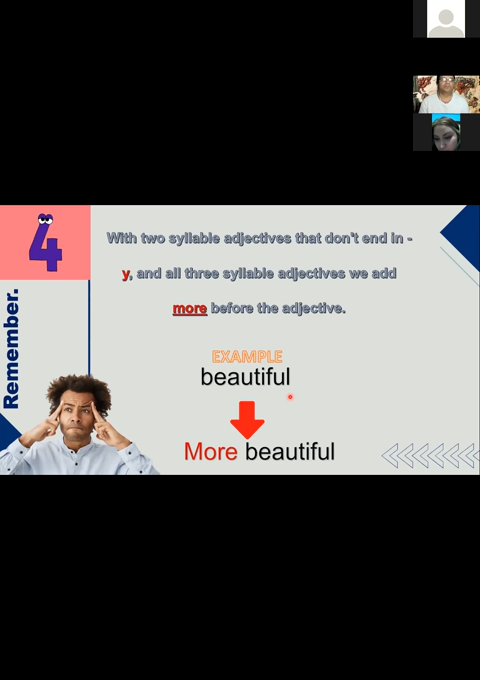 4
With two syllable adjectives that don't end in -
y, and all three syllable adjectives we add
more before the adjective.
Remember.
EXAMPLE
beautiful
More beautiful